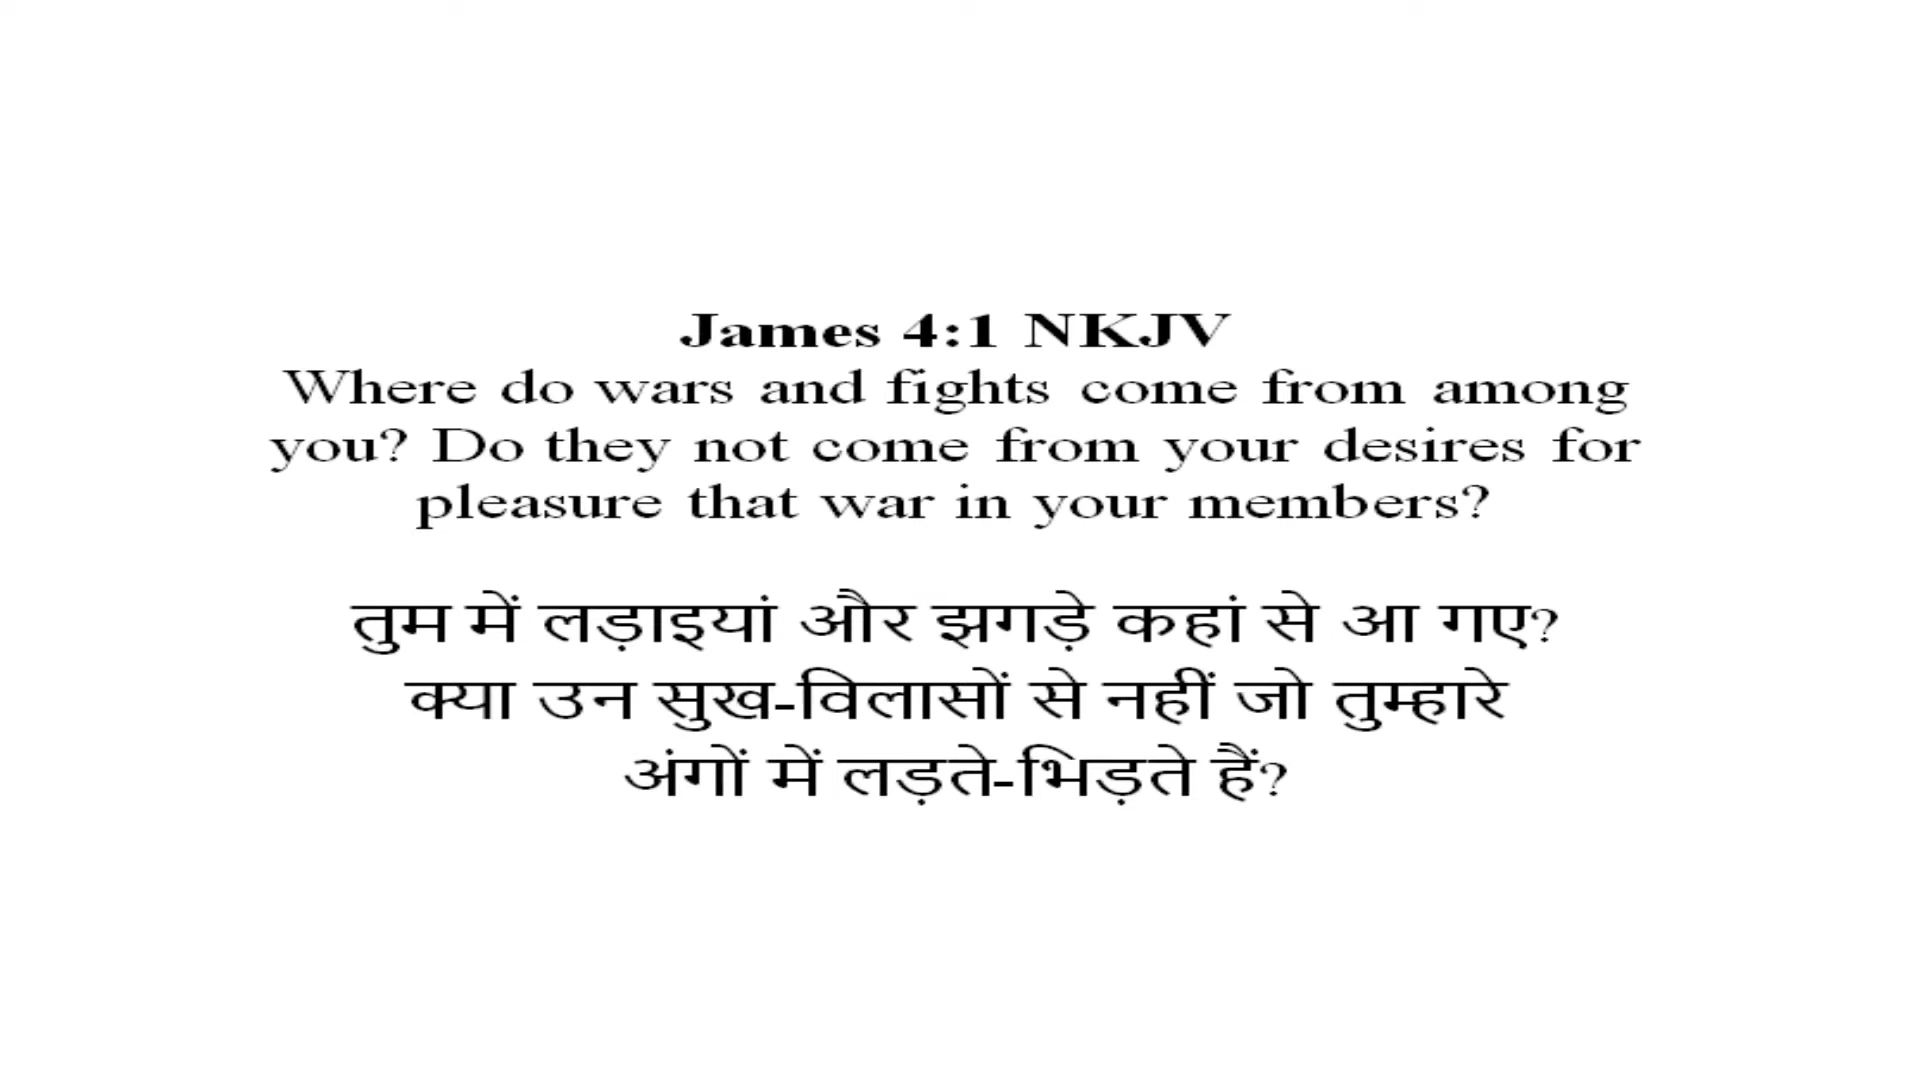 James 4:1 NKJV
Where do wars and fights come from among
you? Do they not come from your desires for
pleasure that war in your members?
तुम में लड़ाइयां और झगड़े कहां से आ गए?
क्या उन सुख-विलासों से नहीं जो तुम्हारे
अंगों में लड़ते-भिड़ते हैं?